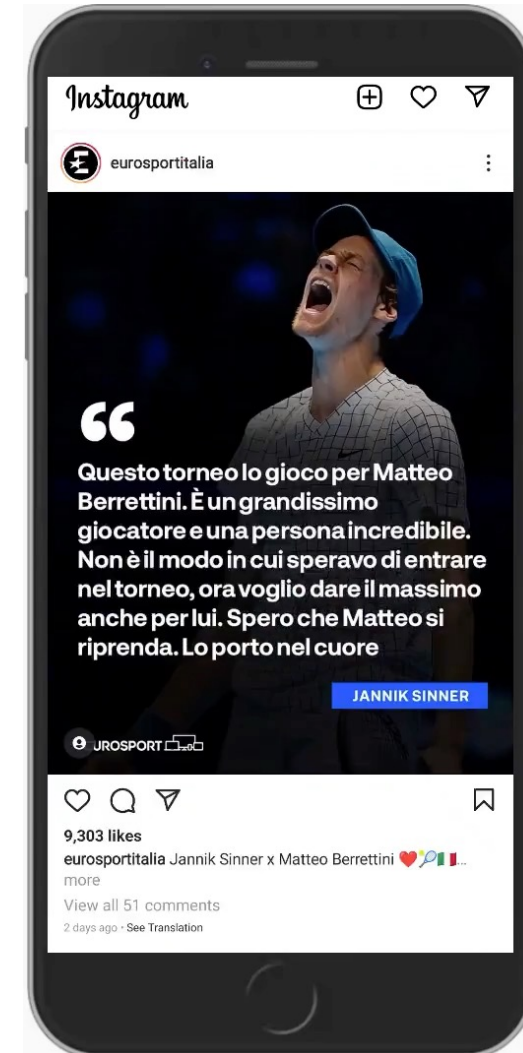 Instagram
eurosportitalia
“
Questo torneo lo gioco per Matteo
Berrettini. È un grandissimo
giocatore e una persona incredibile.
Non è il modo in cui speravo di entrare
nel torneo, ora voglio dare il massimo
anche per lui. Spero che Matteo si
riprenda. Lo porto nel cuore
JANNIK SINNER
UROSPORT
9,303 likes
eurosportitalia Jannik Sinner x Matteo Berrettini ❤️🎾🇮🇹...
more
View all 51 comments
2 days ago · See Translation